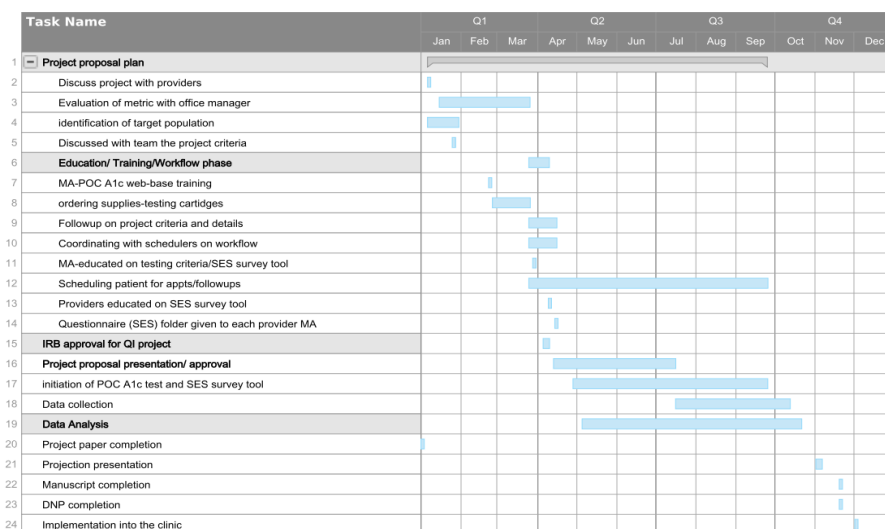 Task Name
Q1 Q2 Q3 Q4
Jan Feb Mar Apr May Jun Jul Aug Sep Oct Nov Dec
1 Project proposal plan
2 Discuss project with providers
3 Evaluation of metric with office manager
4 identification of target population
5 Discussed with team the project criteria
6 Education/ Training/Workflow phase
7 MA-POC A1c web-base training
8 ordering supplies-testing cartidges
9 Followup on project criteria and details
10 Coordinating with schedulers on workflow
11 MA-educated on testing criteria/SES survey tool
12 Scheduling patient for appts/followups
13 Providers educated on SES survey tool
14 Questionnaire (SES) folder given to each provider MA
15 IRB approval for QI project
16 Project proposal presentation/ approval
17 initiation of POC A1c test and SES survey tool
18 Data collection
19 Data Analysis
20 Project paper completion
21 Projection presentation
22 Manuscript completion
23 DNP completion
24 Implementation into the clinic